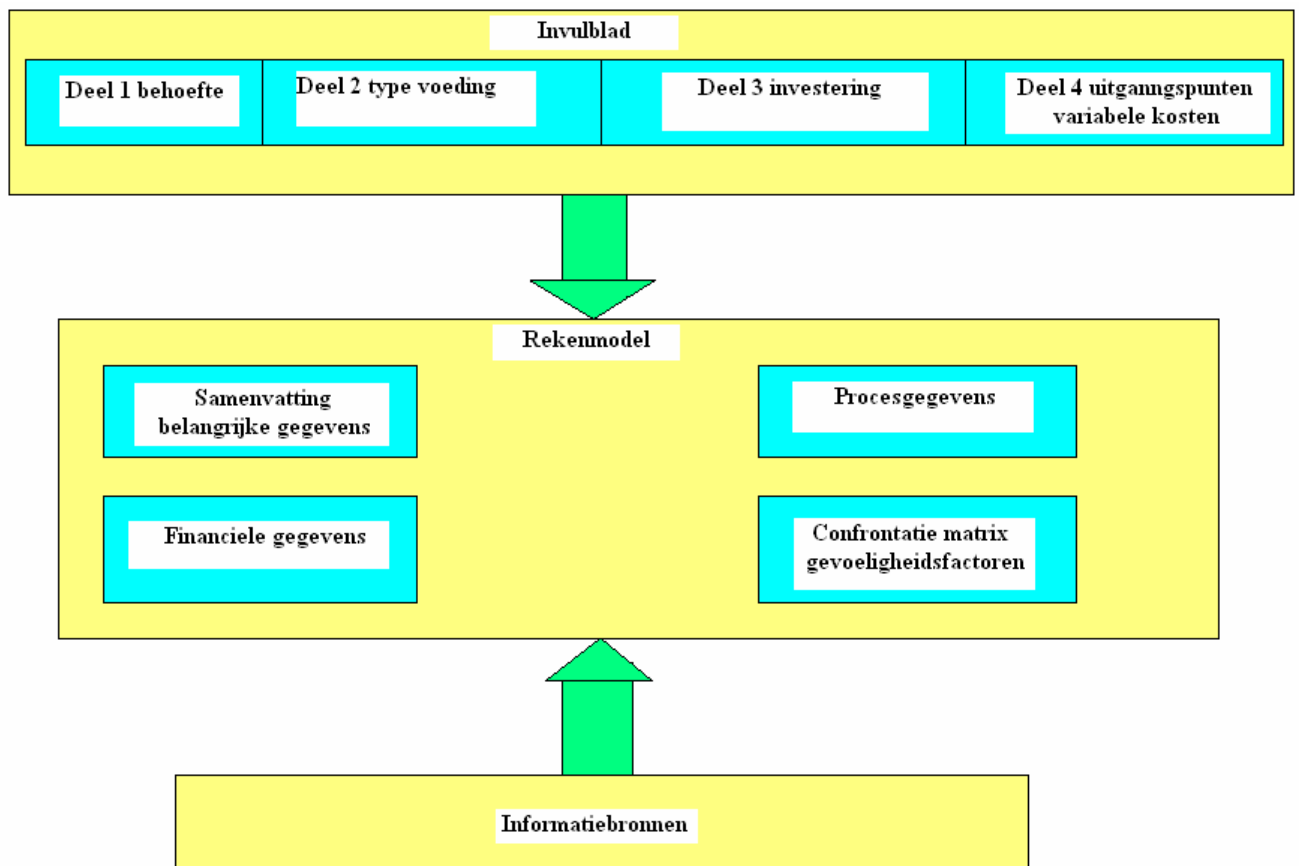 Invulblad
Deel 1 behoefte
Deel 2 type voeding
Deel 3 investering
Deel 4 uitganngspunten
variabele kosten
Rekenmodel
Samenvatting
belangrijke gegevens
Procesgegevens
Financiele gegevens
Confrontatie matrix
gevoeligheidsfactoren
Informatiebronnen